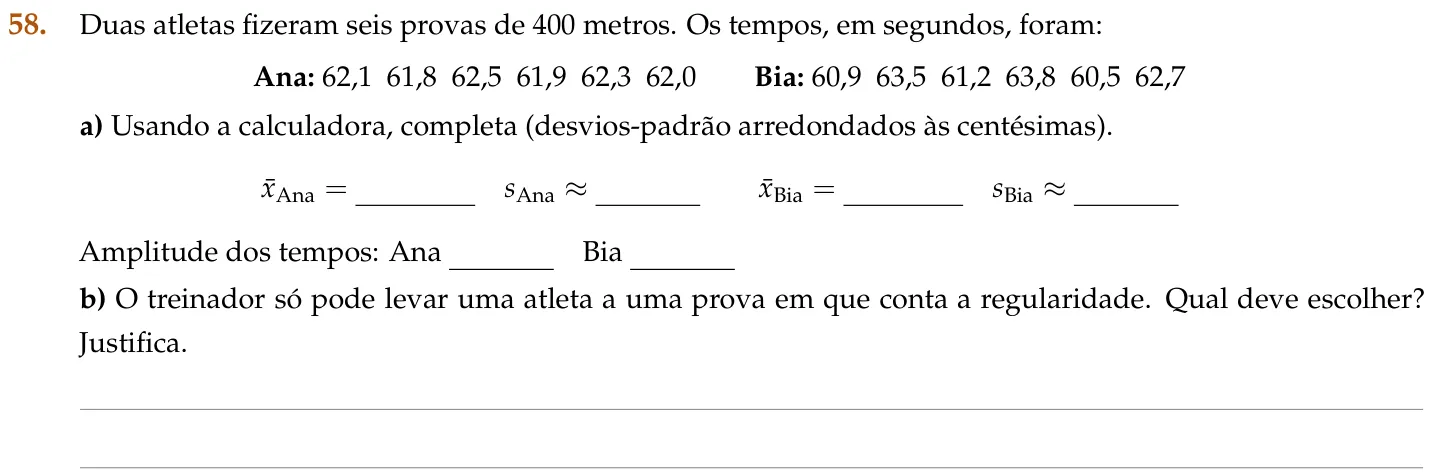 58. Duas atletas fizeram seis provas de 400 metros. Os tempos, em segundos, foram:
Ana: 62,1 61,8 62,5 61,9 62,3 62,0 Bia: 60,9 63,5 61,2 63,8 60,5 62,7
a) Usando a calculadora, completa (desvios-padrão arredondados às centésimas).
x̄Ana = ________ sAna ≈ ________ x̄Bia = ________ sBia ≈ ________
Amplitude dos tempos: Ana ________ Bia ________
b) O treinador só pode levar uma atleta a uma prova em que conta a regularidade. Qual deve escolher?
Justifica.